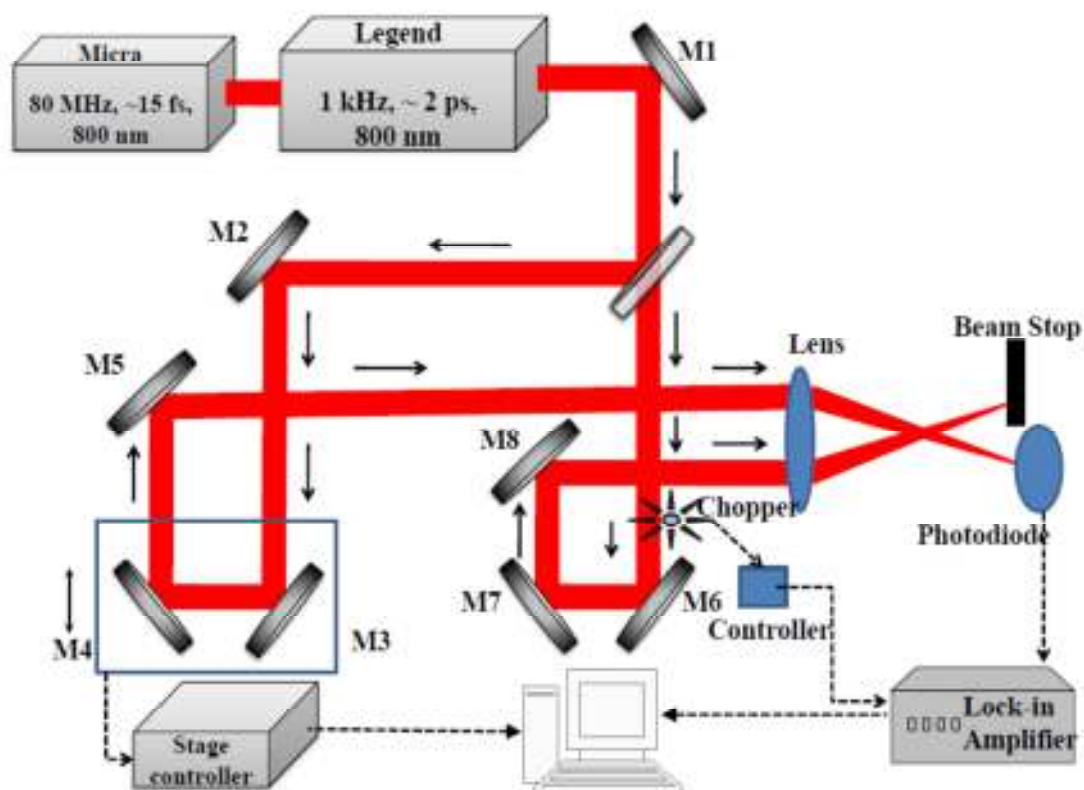 Micra
80 MHz, ~15 fs,
800 nm
Legend
1 kHz, ~ 2 ps,
800 nm
M1
M2
Beam Stop
Lens
M5
M8
Chopper
Photodiode
M7
M6
Controller
M4
M3
Stage
controller
Lock-in
Amplifier